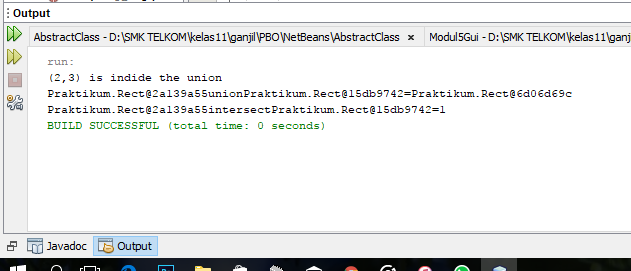 Output
AbstractClass - D:\SMK TELKOM\kelas11\ganjil\PBO\NetBeans\AbstractClass × Modul5Gui - D:\SMK TELKOM\kelas11\ganj
run:
(2,3) is indide the union
Praktikum.Rect@2a139a55unionPraktikum.Rect@15db9742=Praktikum.Rect@6d06d69c
Praktikum.Rect@2a139a55intersectPraktikum.Rect@15db9742=1
BUILD SUCCESSFUL (total time: 0 seconds)
Javadoc Output